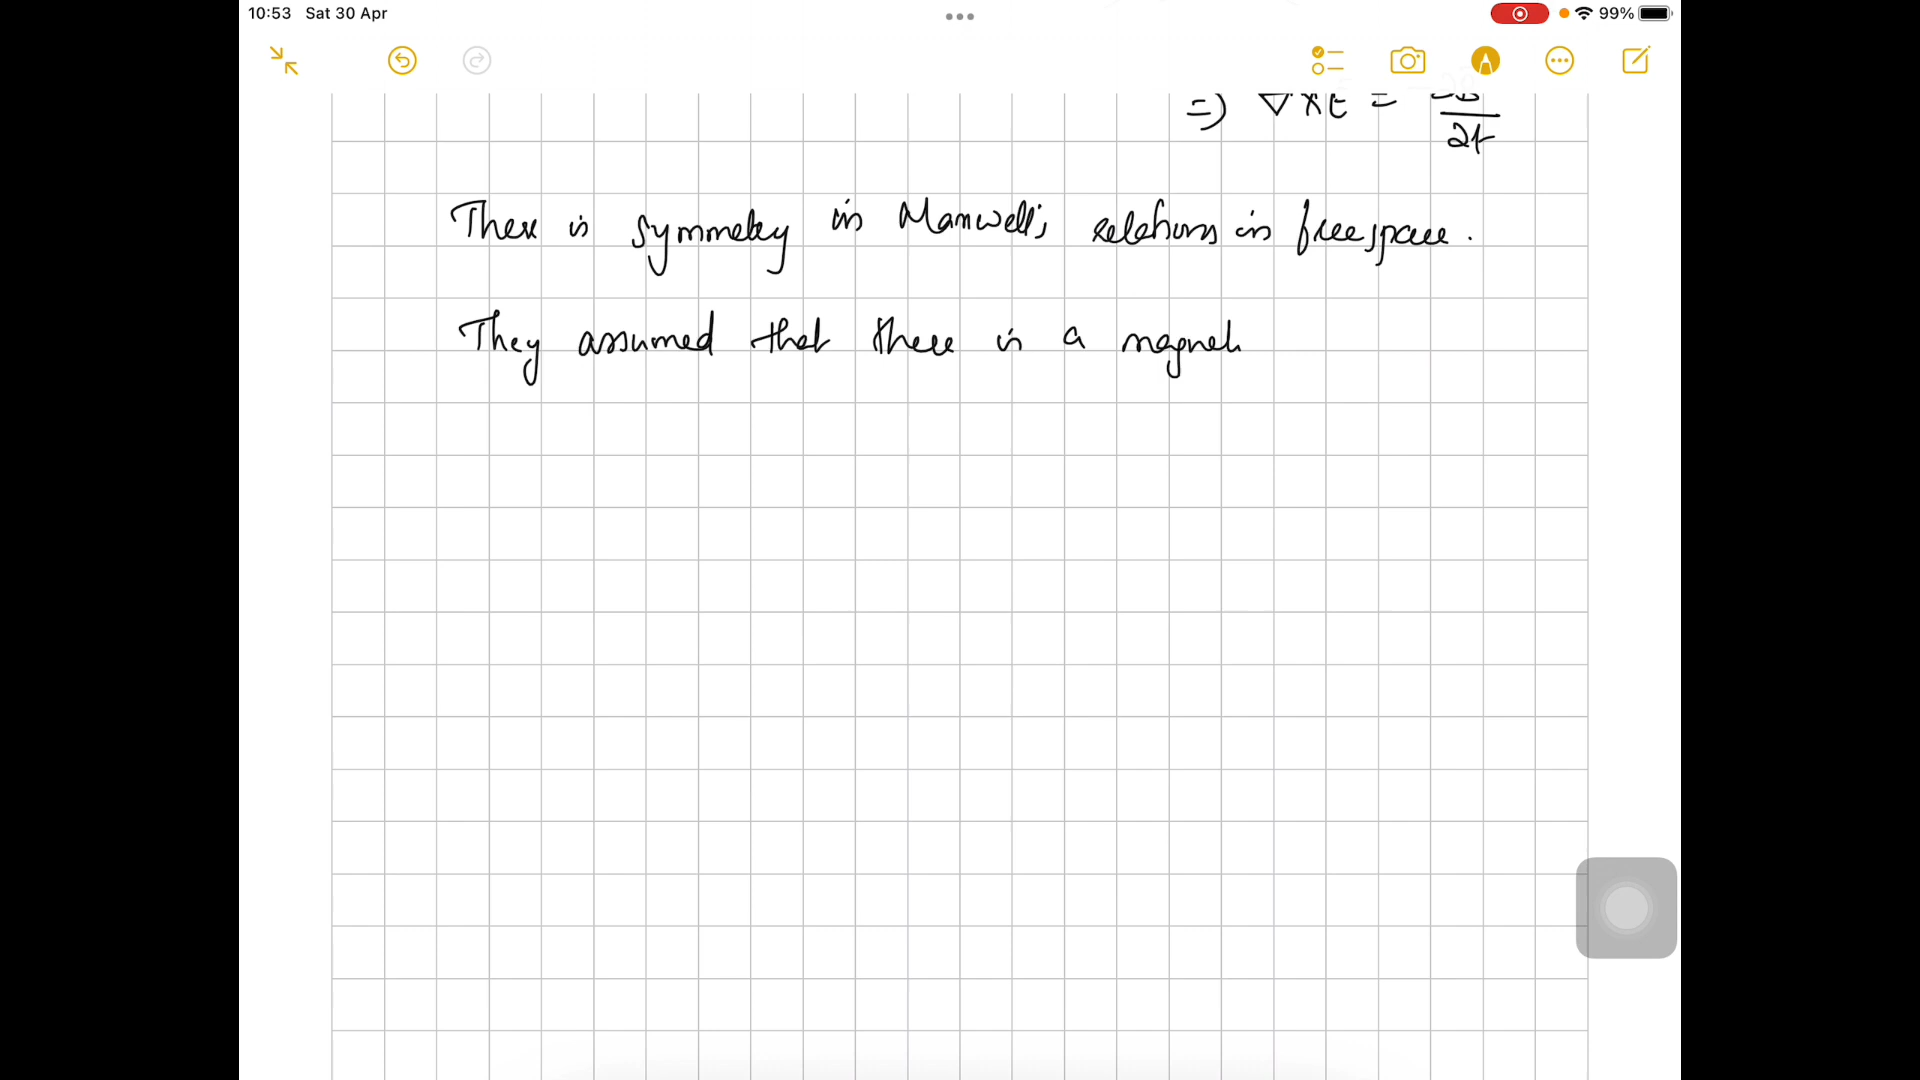 10:53 Sat 30 Apr 99%
=) ∇×E = ∂B/∂t
There is symmetry in Maxwell's relations in free space.
They assumed that there is a magneti